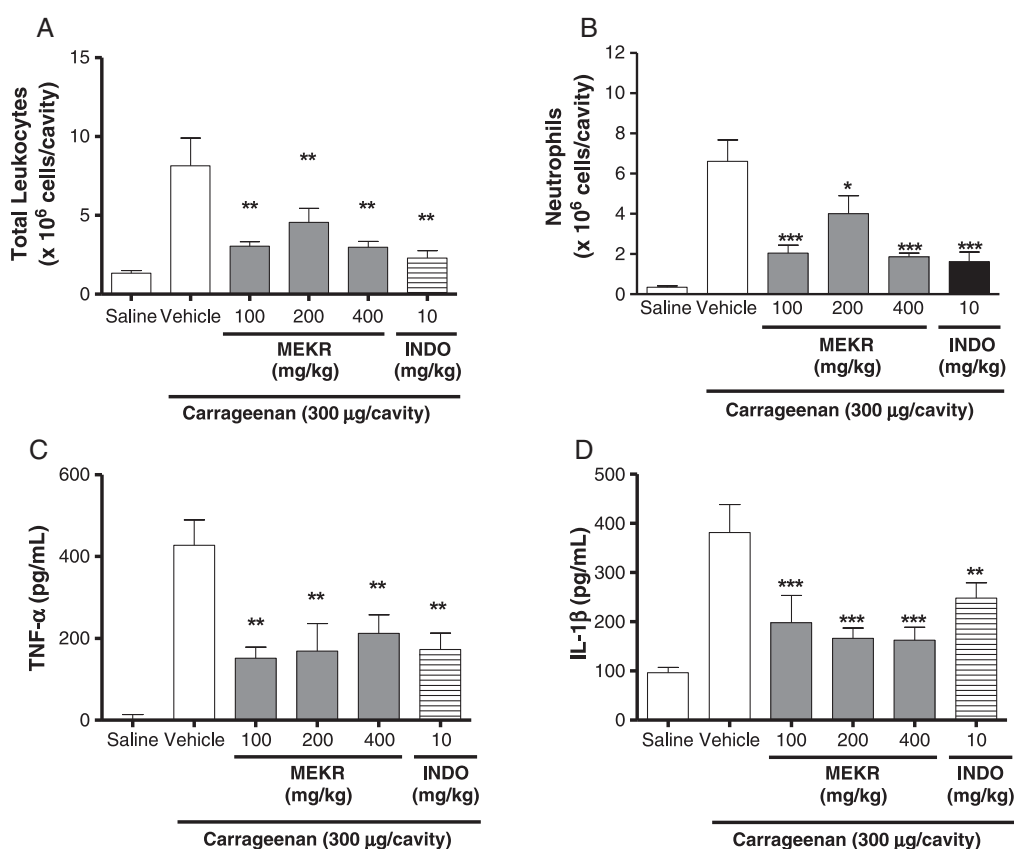 A
Total Leukocytes
(x 10⁶ cells/cavity)
15
10
5
0
**
**
**
**
Saline Vehicle 100 200 400 10
MEKR INDO
(mg/kg) (mg/kg)
Carrageenan (300 µg/cavity)
B
Neutrophils
(x 10⁶ cells/cavity)
12
10
8
6
4
2
0
***
*
***
***
Saline Vehicle 100 200 400 10
MEKR INDO
(mg/kg) (mg/kg)
Carrageenan (300 µg/cavity)
C
TNF-α (pg/mL)
600
400
200
0
**
**
**
**
Saline Vehicle 100 200 400 10
MEKR INDO
(mg/kg) (mg/kg)
Carrageenan (300 µg/cavity)
D
IL-1β (pg/mL)
500
400
300
200
100
0
***
***
***
**
Saline Vehicle 100 200 400 10
MEKR INDO
(mg/kg) (mg/kg)
Carrageenan (300 µg/cavity)